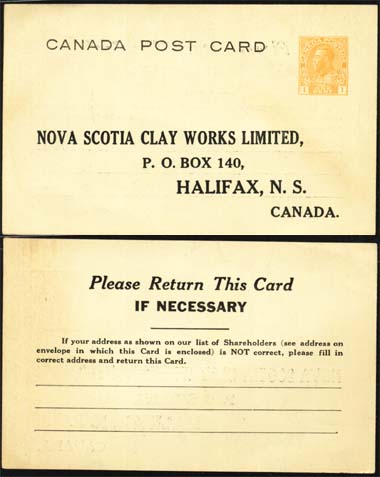 CANADA POST CARD
CANADA POSTAGE
1 1
NOVA SCOTIA CLAY WORKS LIMITED,
P. O. BOX 140,
HALIFAX, N. S.
CANADA.
Please Return This Card
IF NECESSARY
If your address as shown on our list of Shareholders (see address on
envelope in which this Card is enclosed) is NOT correct, please fill in
correct address and return this Card.